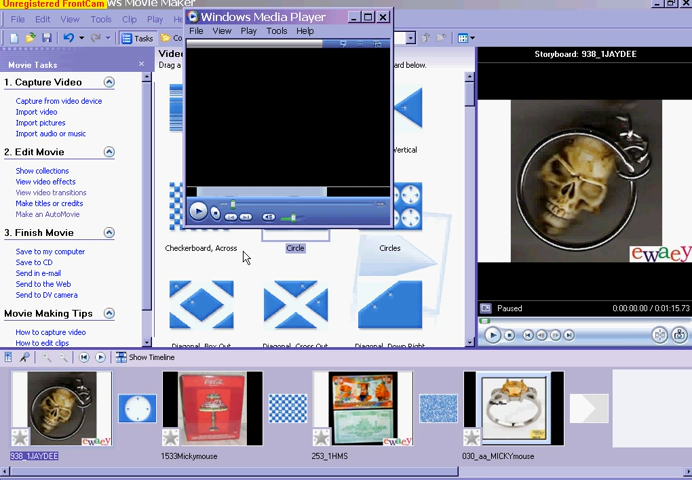 Unregistered FrontCam
ws Movie Maker
File Edit View Tools Clip Play
Tasks
Co
Movie Tasks
1. Capture Video
Capture from video device
Import video
Import pictures
Import audio or music
2. Edit Movie
Show collections
View video effects
View video transitions
Make titles or credits
Make an AutoMovie
3. Finish Movie
Save to my computer
Save to CD
Send in e-mail
Send to the Web
Send to DV camera
Movie Making Tips
How to capture video
How to edit clips
Video
Drag a
ard below.
Windows Media Player
File View Play Tools Help
Vertical
Checkerboard, Across
Circle
Circles
Diagonal, Box Out
Diagonal, Cross Out
Diagonal, Down Right
Storyboard: 938_1JAYDEE
ewaey
Paused
0:00:00.00 / 0:01:15.73
Show Timeline
ewaey
ewaey
938_1JAYDEE
1533Mickymouse
253_1HMS
030_aa_MICKYmouse